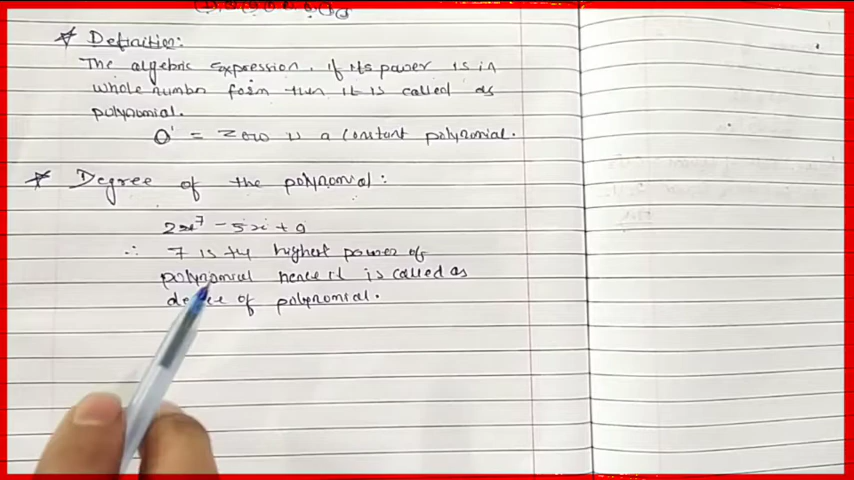 Definition:
The algebric expression, if its power is in
whole number form then it is called as
polynomial.
0' = Zero is a constant polynomial.
Degree of the polynomial:
2x⁷ - 5x + 9
∴ 7 is the highest power of
polynomial hence it is called as
degree of polynomial.